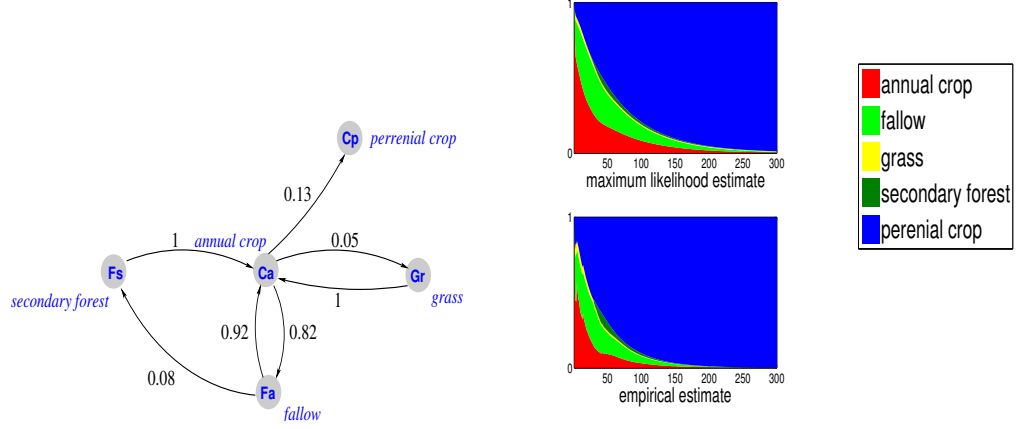 Cp
perrenial crop
0.13
annual crop
1
0.05
Fs
Ca
Gr
secondary forest
grass
1
0.92
0.82
0.08
Fa
fallow
1
0
50
100
150
200
250
300
maximum likelihood estimate
1
0
50
100
150
200
250
300
empirical estimate
annual crop
fallow
grass
secondary forest
perenial crop